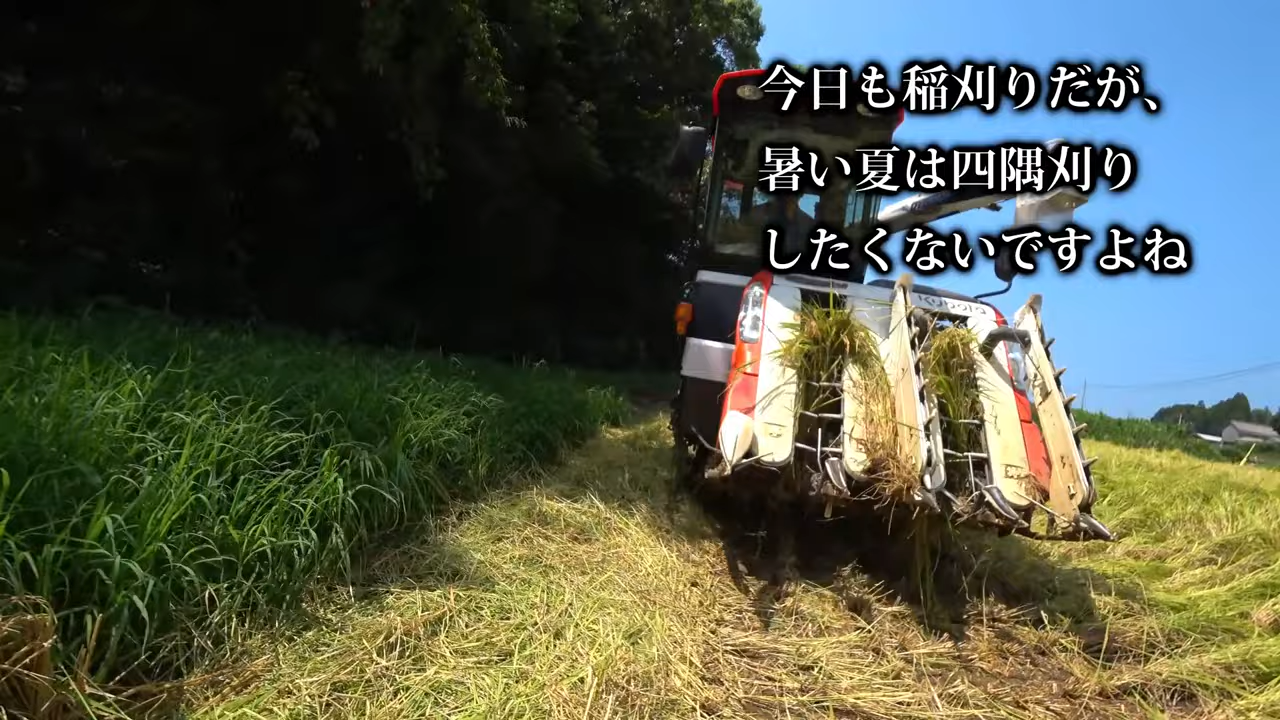 今日も稲刈りだが、
暑い夏は四隅刈り
したくないですよね
Kubota